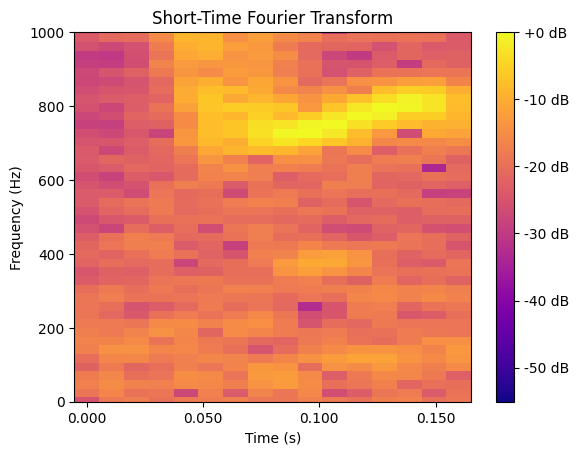 Short-Time Fourier Transform
1000
800
600
400
200
0
Frequency (Hz)
0.000
0.050
0.100
0.150
Time (s)
+0 dB
-10 dB
-20 dB
-30 dB
-40 dB
-50 dB